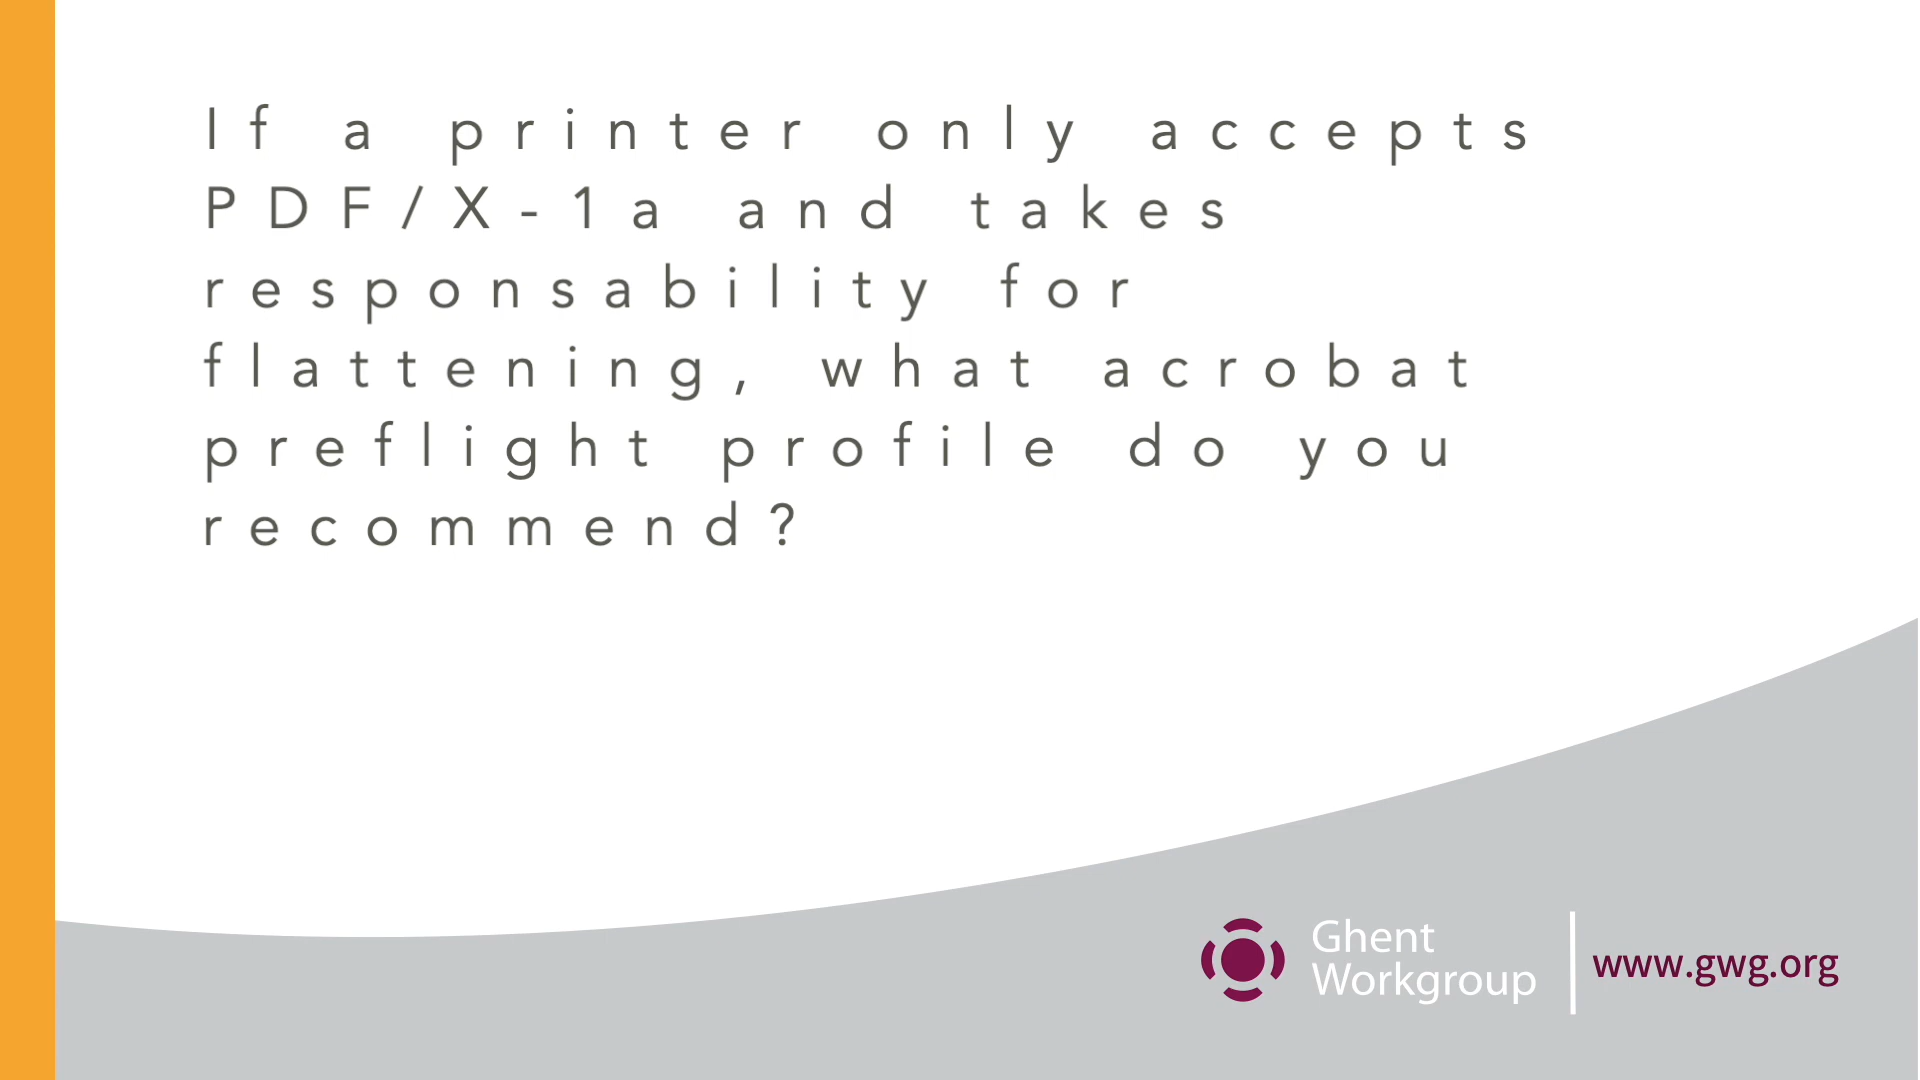 If a printer only accepts
PDF/X-1a and takes
responsability for
flattening, what acrobat
preflight profile do you
recommend?
Ghent
Workgroup
www.gwg.org